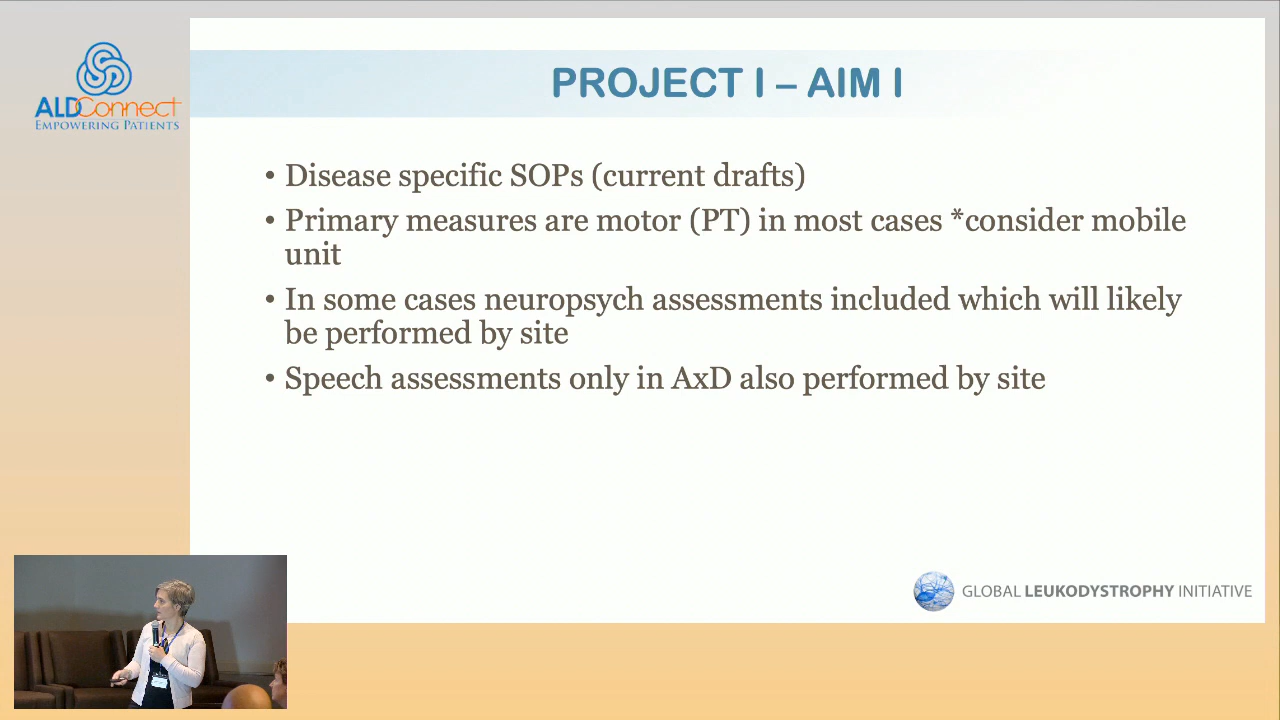 ALDConnect
EMPOWERING PATIENTS
PROJECT I – AIM I
• Disease specific SOPs (current drafts)
• Primary measures are motor (PT) in most cases *consider mobile
unit
• In some cases neuropsych assessments included which will likely
be performed by site
• Speech assessments only in AxD also performed by site
GLOBAL LEUKODYSTROPHY INITIATIVE